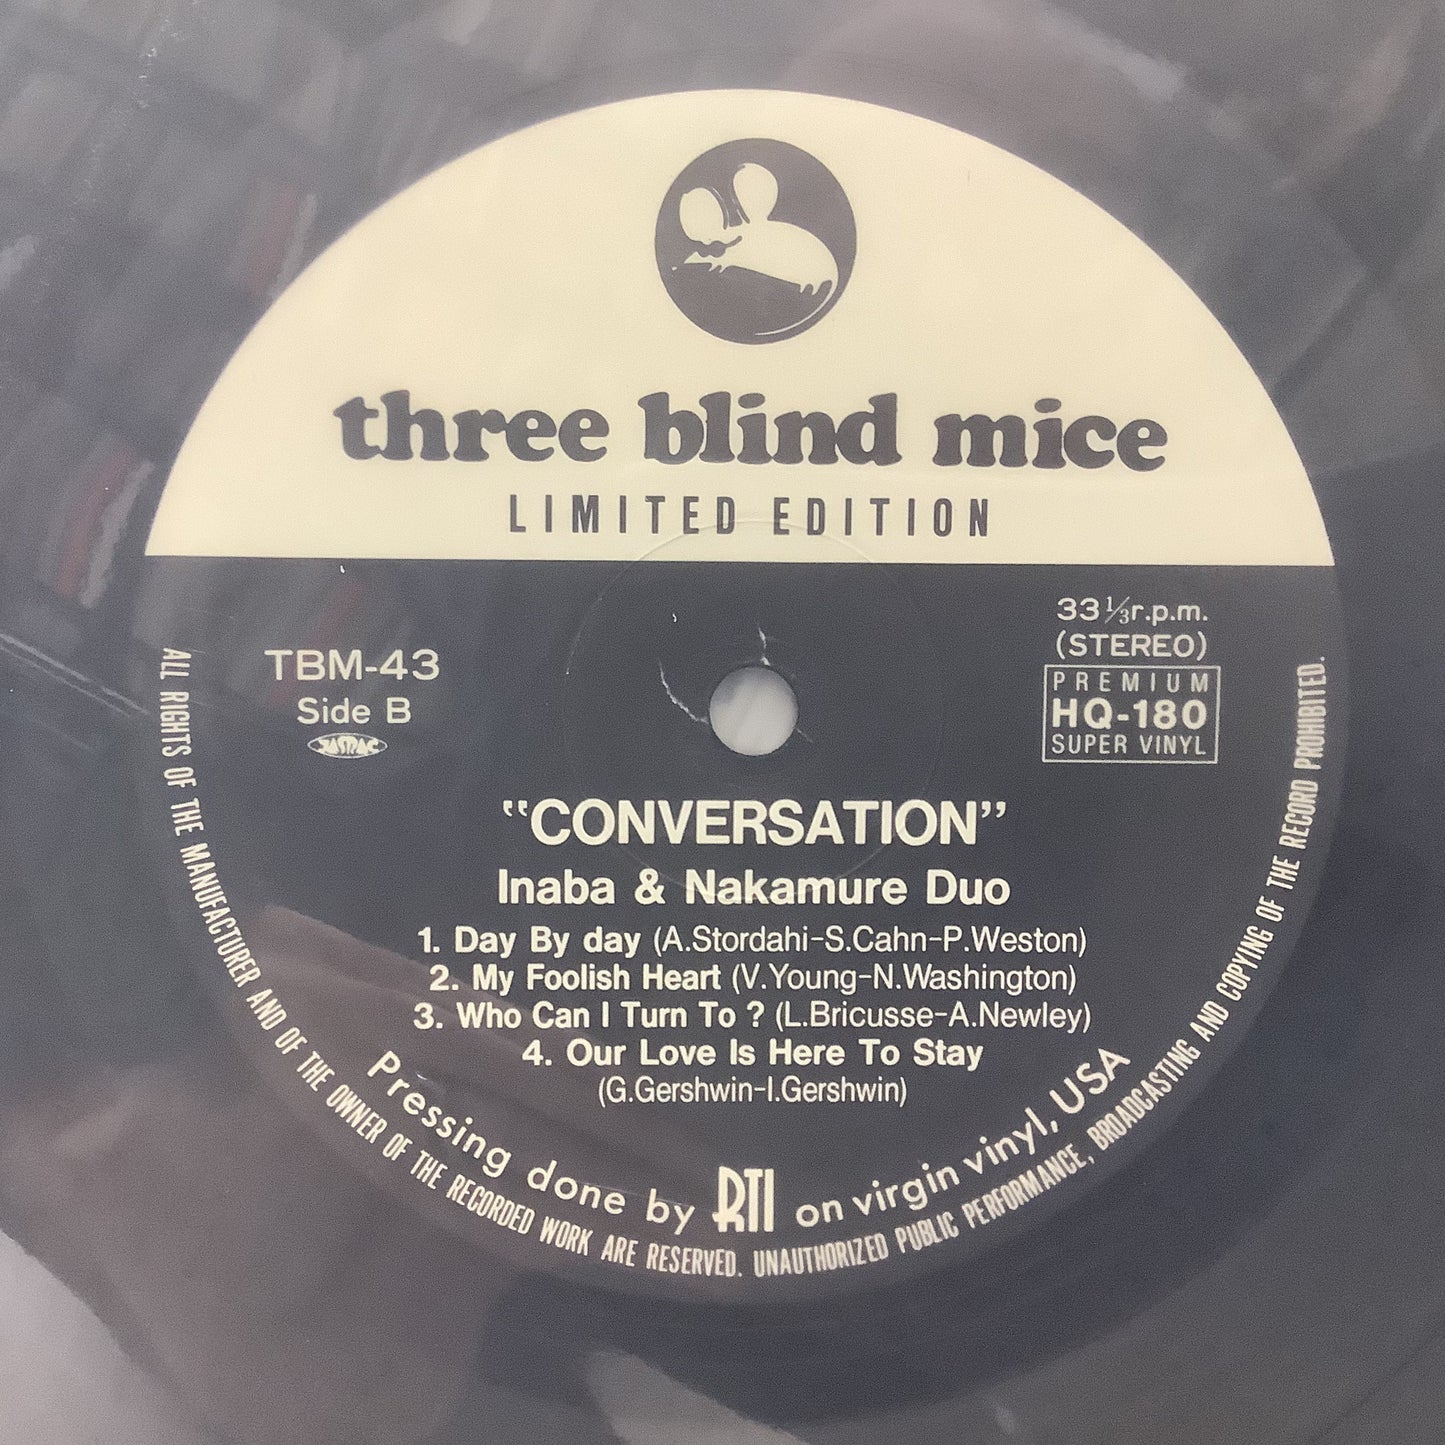 three blind mice
LIMITED EDITION
TBM-43
Side B
JASRAC
33 1/3 r.p.m.
(STEREO)
PREMIUM
HQ-180
SUPER VINYL
"CONVERSATION"
Inaba & Nakamure Duo
1. Day By day (A.Stordahi-S.Cahn-P.Weston)
2. My Foolish Heart (V.Young-N.Washington)
3. Who Can I Turn To ? (L.Bricusse-A.Newley)
4. Our Love Is Here To Stay
(G.Gershwin-I.Gershwin)
Pressing done by RTI on virgin vinyl, USA
ALL RIGHTS OF THE MANUFACTURER AND OF THE OWNER OF THE RECORDED WORK ARE RESERVED. UNAUTHORIZED PUBLIC PERFORMANCE, BROADCASTING AND COPYING OF THE RECORD PROHIBITED.